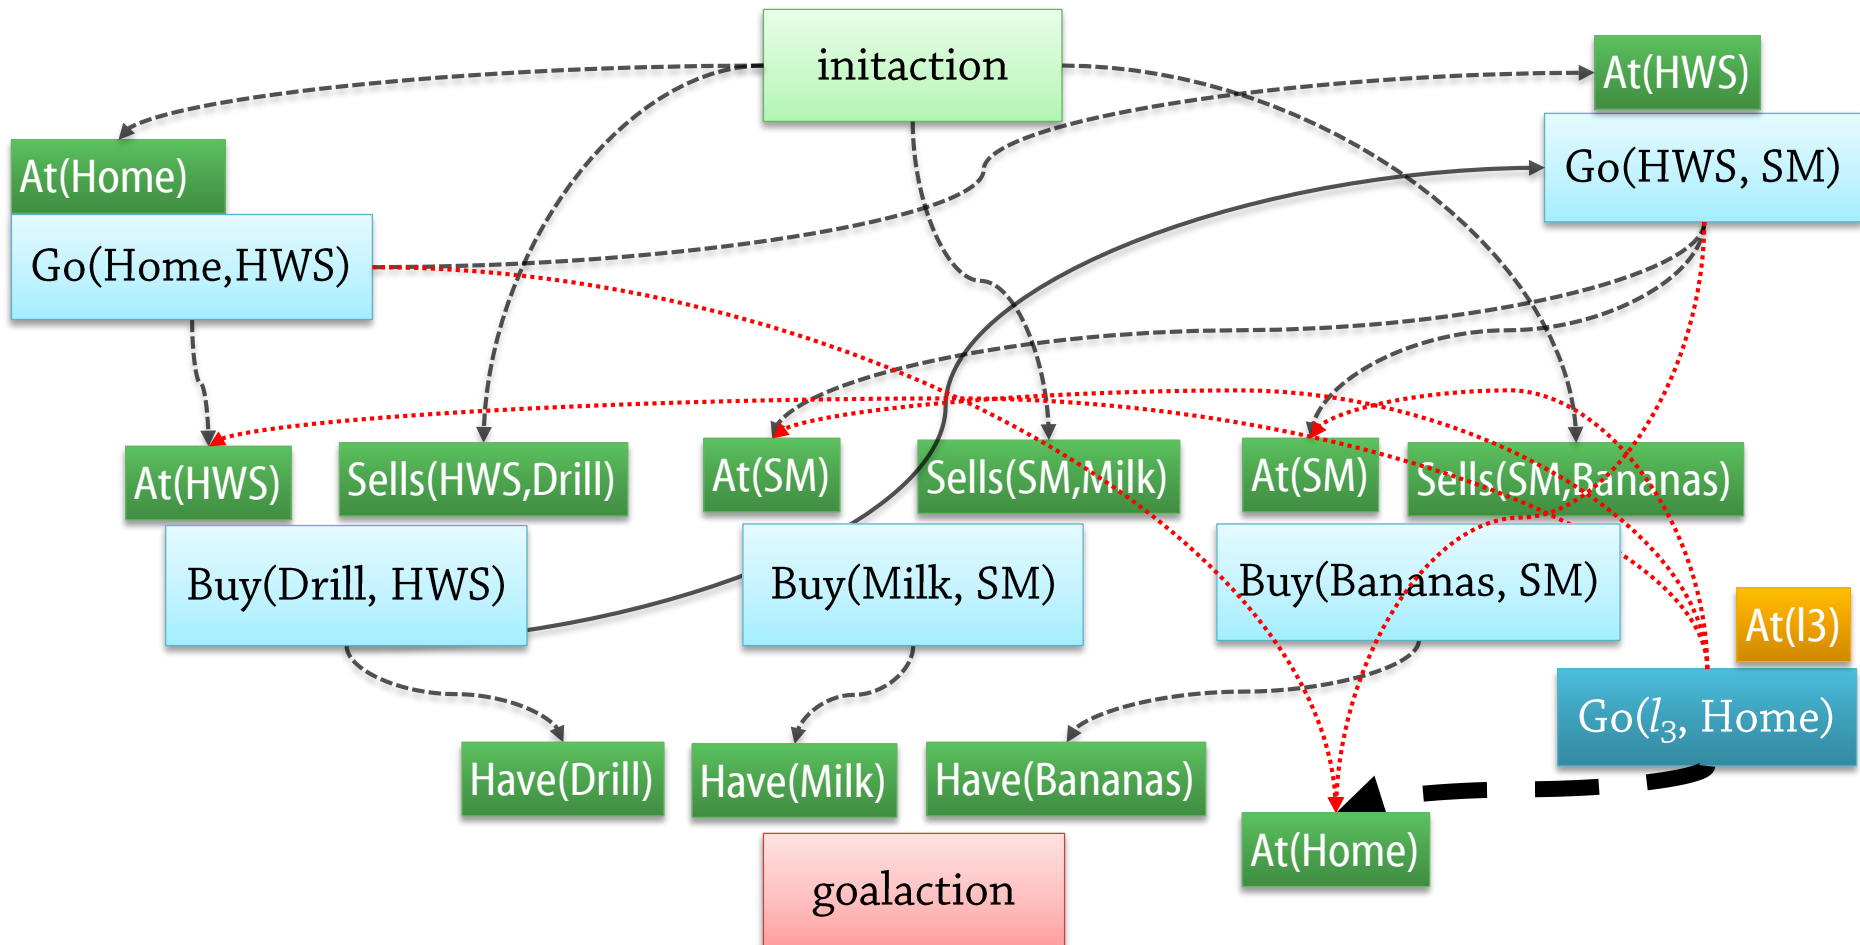 initaction
At(HWS)
Go(HWS, SM)
At(Home)
Go(Home,HWS)
At(HWS)
Sells(HWS,Drill)
At(SM)
Sells(SM,Milk)
At(SM)
Sells(SM,Bananas)
Buy(Drill, HWS)
Buy(Milk, SM)
Buy(Bananas, SM)
At(l3)
Go(l₃, Home)
Have(Drill)
Have(Milk)
Have(Bananas)
At(Home)
goalaction